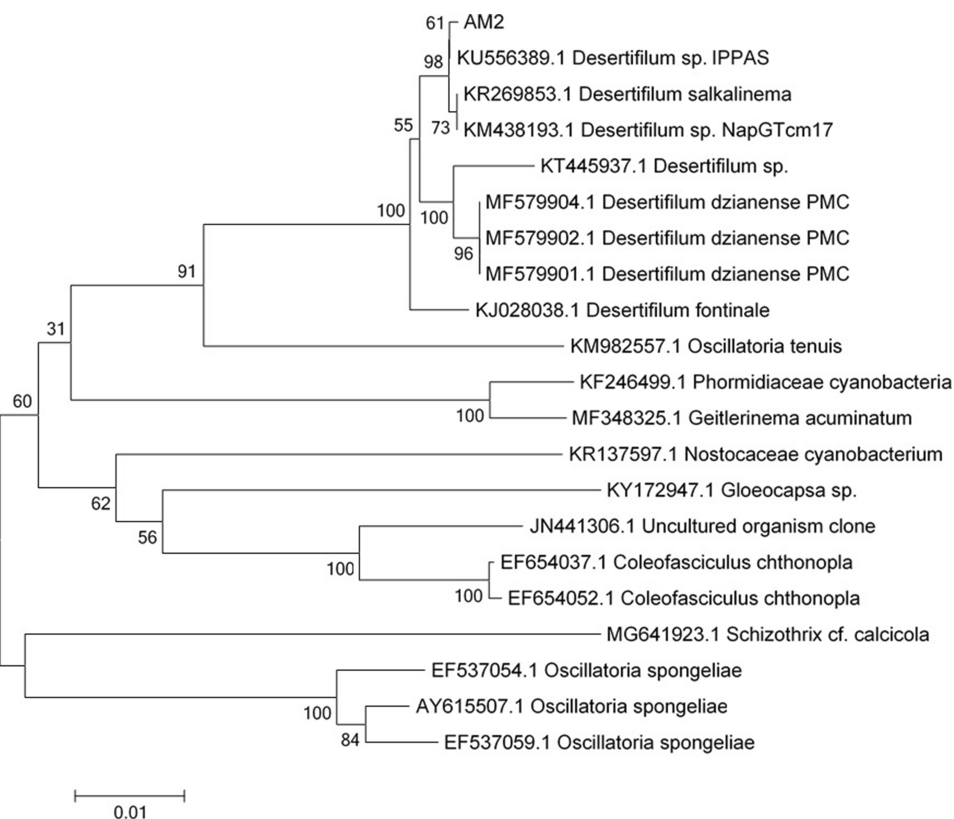 61 AM2
98 KU556389.1 Desertifilum sp. IPPAS
KR269853.1 Desertifilum salkalinema
55 73 KM438193.1 Desertifilum sp. NapGTcm17
KT445937.1 Desertifilum sp.
MF579904.1 Desertifilum dzianense PMC
100 100
MF579902.1 Desertifilum dzianense PMC
96
MF579901.1 Desertifilum dzianense PMC
91
KJ028038.1 Desertifilum fontinale
31
KM982557.1 Oscillatoria tenuis
KF246499.1 Phormidiaceae cyanobacteria
60
100 MF348325.1 Geitlerinema acuminatum
KR137597.1 Nostocaceae cyanobacterium
62
KY172947.1 Gloeocapsa sp.
56
JN441306.1 Uncultured organism clone
100 EF654037.1 Coleofasciculus chthonopla
100 EF654052.1 Coleofasciculus chthonopla
MG641923.1 Schizothrix cf. calcicola
EF537054.1 Oscillatoria spongeliae
100 AY615507.1 Oscillatoria spongeliae
84 EF537059.1 Oscillatoria spongeliae
0.01